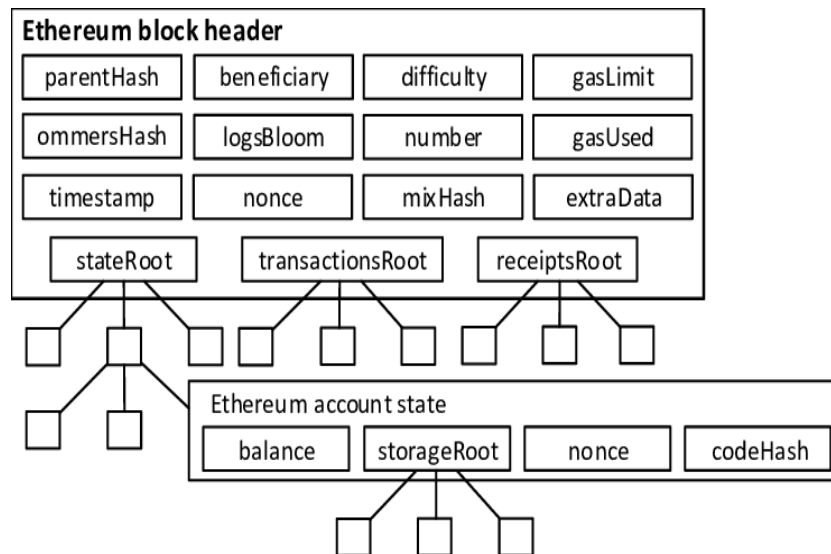 Ethereum block header
parentHash beneficiary difficulty gasLimit
ommersHash logsBloom number gasUsed
timestamp nonce mixHash extraData
stateRoot transactionsRoot receiptsRoot
Ethereum account state
balance storageRoot nonce codeHash